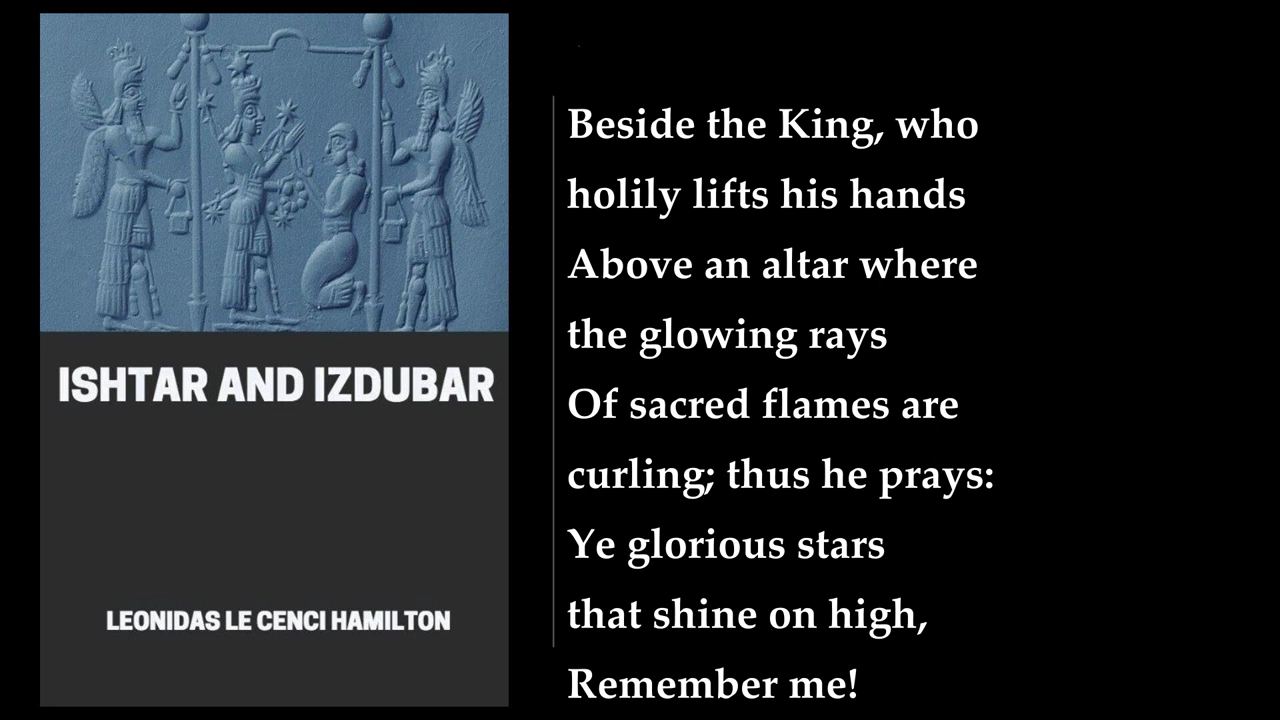 ISHTAR AND IZDUBAR
LEONIDAS LE CENCI HAMILTON
Beside the King, who
holily lifts his hands
Above an altar where
the glowing rays
Of sacred flames are
curling; thus he prays:
Ye glorious stars
that shine on high,
Remember me!